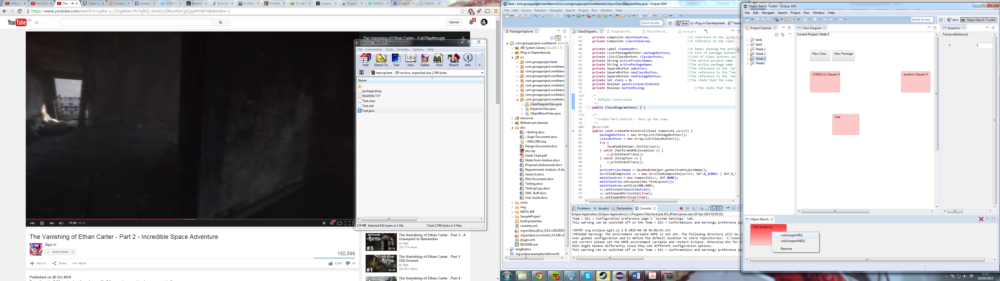 Milky C
YouTube
The V
Cities: S
Surrend
Facebook
(1281) T
Brownb
Brownbe
Ruthless
Rumble
S5 Lets
League
Ongoing
YoGPoD
Lords of
Watch o
Ashhad
https://www.youtube.com/watch?v=yyRw-x_11hg&list=PLYqfXQ-ztmZLUZNuUhInCjjQypXPnW7dk&index=2
YouTube GB
Upload
4
The Vanishing of Ethan Carter - Full Playthrough
17:28 / 36:53
HD
The Vanishing of Ethan Carter - Part 2 - Incredible Space Adventure
Sips
Subscribed
150,599
Add to
Share
More
5,902
34
Published on 20 Oct 2014
#3
32:12
The Vanishing of Ethan Carter - Part 3 - A
Graveyard to Remember
by Sips
107,774 views
#1
32:39
The Vanishing of Ethan Carter - Part 1 -
Old Ground
by Sips
202,951 views
The Vanishing of Ethan Carter - Part 4 -
test.zip - WinRAR (evaluation copy)
File Commands Tools Favorites Options Help
Add
Extract To
Test
View
Delete
Find
Wizard
Info
V
test.zip\test - ZIP archive, unpacked size 2,769 bytes
Name
..
package.bluej
README.TXT
Test.class
Test.ctxt
Test.java
Selected 624 bytes in 1 file
Total 2,769 bytes in 5 files
Java - com.groupproject.workbench/src/com/groupproject/workbench/views/ClassDiagramView.java - Eclipse SDK
File Edit Source Refactor Navigate Search Project Run Window Help
Quick Access
Java
Plug-in Development
Team
Package Explorer
com.groupproject.workbench
JRE System Library [JavaSE-1.7]
Plug-in Dependencies
src
com.groupproject.tests
com.groupproject.workbenc
com.groupproject.workbenc
com.groupproject.workbenc
com.groupproject.workbenc
com.groupproject.workbenc
com.groupproject.workbenc
com.groupproject.workbenc
com.groupproject.workbenc
ClassDiagramView.java
InspectorView.java
ObjectBenchView.java
resources
Referenced Libraries
doc
~$esting.docx
~$sign Document.docx
~WRL1780.tmp
Design Document.docx
doc.zip
Gantt Chart.pdf
Notes from Andrew.docx
Proposal (Autosaved).docx
Requirements Analysis v3.do
research.docx
Risk Document.docx
Testing.docx
TestingCopy.docx
UML Stuff.docx
User Guide.docx
icons
img
META-INF
SampleProject
build.properties
contexts.xml
org.eclipse.jdt.ui_3.8.2.v20130107
org.eclipse.ui.console_3.5.100.v2
plugin.xml
README.md
dragButton
org.eclipse.examples.helloworld
ClassDiagram...
DragButtonM...
MouseMoveLi...
mice.java
57 private Composite mainViewArea; //A reference to the scroll
58 private Composite classViewArea; //A reference to the class
59
60 private Label viewHeader; //A label showing the activ
61 private List<PackageButton> packageButtons; //A list of package button
62 private List<ClassButton> classButtons; //List of class buttons use
63 private String activeProjectName; //The active project name
64 private String activePackageName; //The active package name
65 private SquareButton upButton; //The reference to the "up"
66 private SquareButton newClassButton; //The reference to the "new
67 private SquareButton newPackageButton; //The reference to the "new
68 private int state = 0; //The state that the view i
69 private Boolean paintListenerEnabled;
70 private Boolean buttonMoving; //The state that the vi
71
72 /*
73 * Default Constructor
74 */
75 public ClassDiagramView() { }
76
77 /*
78 * Create Part Control - Sets up the view.
79 */
80 @Override
81 public void createPartControl(final Composite parent) {
82 packageButtons = new ArrayList<PackageButton>();
83 classButtons = new ArrayList<ClassButton>();
84 try {
85 JavaModelHelper.Initialise();
86 } catch (MalformedURLException e) {
87 e.printStackTrace();
88 } catch (Exception e) {
89 e.printStackTrace();
90 }
91 activeProjectName = JavaModelHelper.getActiveProjectName();
92 ScrolledComposite sc = new ScrolledComposite(parent, SWT.H_SCROLL | SWT.V_S
93 mainViewArea = new Composite(sc, SWT.NONE);
94 mainViewArea.setLayout(new FormLayout());
95 mainViewArea.setSize(400,400);
96 sc.setContent(mainViewArea);
97 sc.setExpandHorizontal(true);
98 sc.setExpandVertical(true);
Problems
Javadoc
Declaration
Console
Eclipse Application [Eclipse Application] C:\Program Files\Java\jre1.8.0_40\bin\javaw.exe (10 Apr 2015 02:02:32)
Team > Git > Configuration preference page's 'System Settings' tab.
This warning can be switched off on the Team > Git > Confirmations and Warnings preference pa
!ENTRY org.eclipse.egit.ui 2 0 2015-04-10 02:02:41.313
!MESSAGE Warning: The environment variable HOME is not set. The following directory will be u
user global configuration and to define the default location to store repositories: 'C:\Users
not correct please set the HOME environment variable and restart Eclipse. Otherwise Git for W
EGit might behave differently since they see different configuration options.
This warning can be switched off on the Team > Git > Confirmations and Warnings preference pa
Object Bench Toolkit - Eclipse SDK
File Edit Navigate Search Project Run Window Help
Quick Access
Java
Object Bench Toolkit
Project Explorer
test1
test2
Week 2
Week 3
Week 5
Week1
Class Diagram
Current Project: Week 5
New Class
New Package
CF5531C2 Classes: 4
auction Classes: 4
Test
Inspector
Test.java(Instance)
x
5
Object Bench
Test (Instance)
void looperOR()
void looperAND()
Remove
02:02
10/04/2015